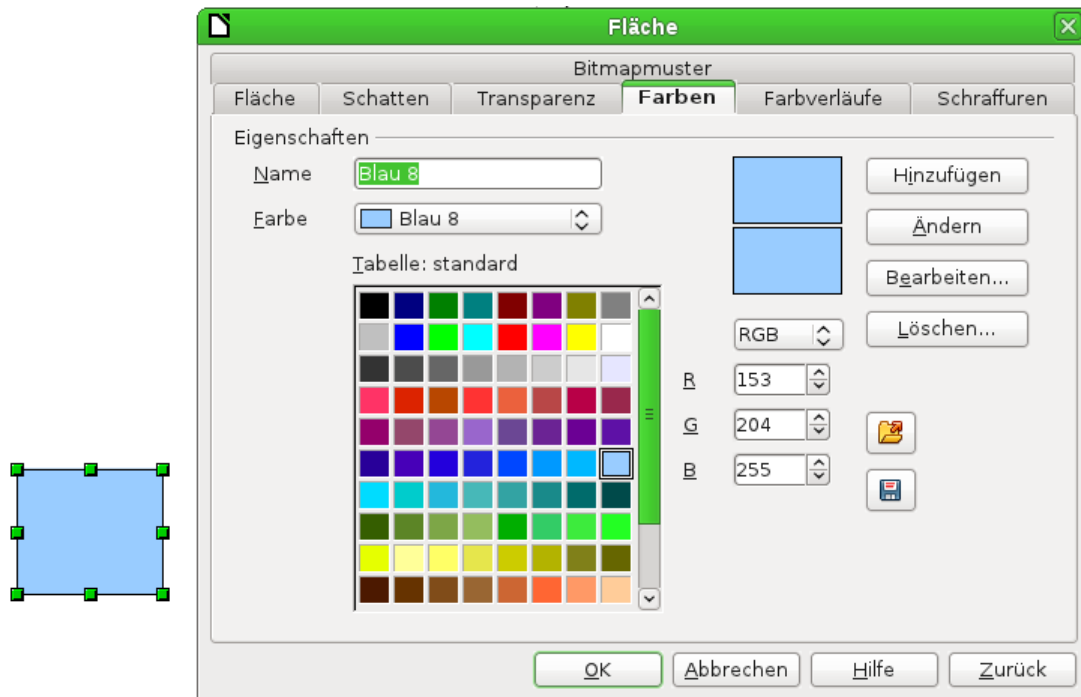 Fläche
Bitmapmuster
Fläche Schatten Transparenz Farben Farbverläufe Schraffuren
Eigenschaften
Name Blau 8 Hinzufügen
Farbe Blau 8 Ändern
Tabelle: standard Bearbeiten...
RGB Löschen...
R 153
G 204
B 255
OK Abbrechen Hilfe Zurück